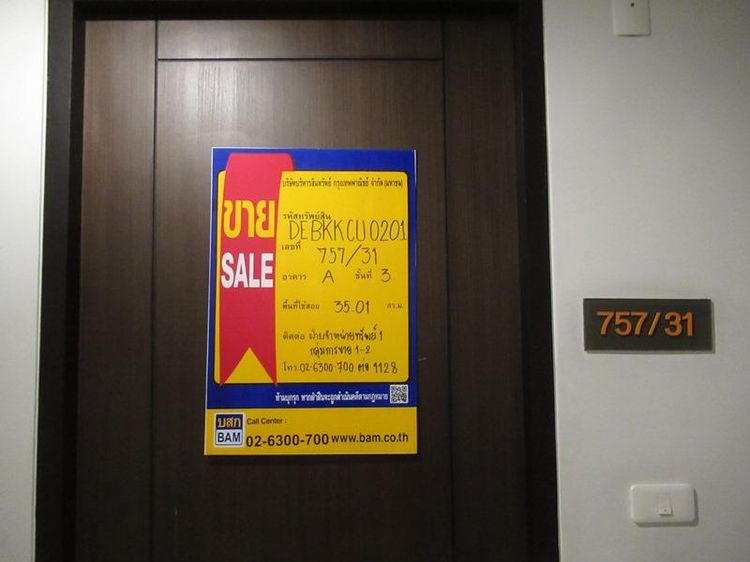 บริษัทบริหารสินทรัพย์ กรุงเทพพาณิชย์ จำกัด (มหาชน)
ขาย
SALE
รหัสทรัพย์สิน
DEBKKCU0201
เลขที่ 757/31
อาคาร A ชั้นที่ 3
พื้นที่ใช้สอย 35.01 ตร.ม.
ติดต่อ ฝ่ายจำหน่ายทรัพย์ 1
กลุ่มการขาย 1-2
โทร. 02-6300-700 ต่อ 1128
ห้ามบุกรุก หากฝ่าฝืนจะถูกดำเนินคดีตามกฎหมาย
บสก
BAM
Call Center :
02-6300-700 www.bam.co.th
757/31